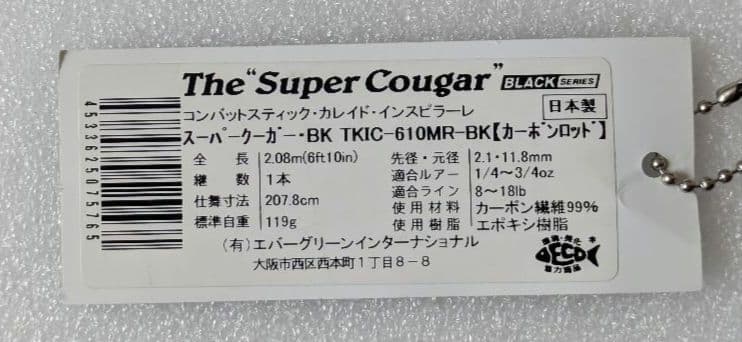 The "Super Cougar" BLACK SERIES
コンバットスティック・カレイド・インスピラーレ
日本製
スーパークーガー・BK TKIC-610MR-BK【カーボンロッド】
全長 2.08m(6ft10in)
継数 1本
仕舞寸法 207.8cm
標準自重 119g
先径・元径 2.1・11.8mm
適合ルアー 1/4～3/4oz
適合ライン 8～18lb
使用材料 カーボン繊維99%
使用樹脂 エポキシ樹脂
(有)エバーグリーンインターナショナル
大阪市西区西本町1丁目8-8
4533625075765
ECO